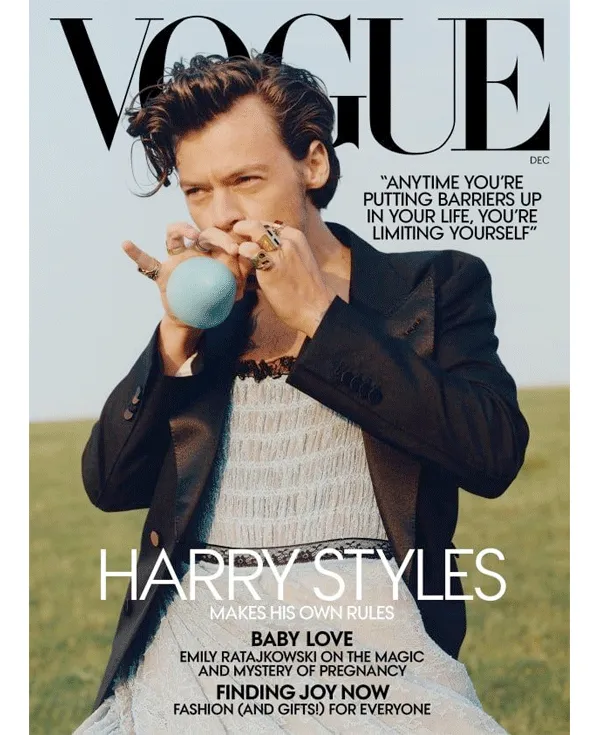 VOGUE
DEC
“ANYTIME YOU’RE
PUTTING BARRIERS UP
IN YOUR LIFE, YOU’RE
LIMITING YOURSELF”
HARRY STYLES
MAKES HIS OWN RULES
BABY LOVE
EMILY RATAJKOWSKI ON THE MAGIC
AND MYSTERY OF PREGNANCY
FINDING JOY NOW
FASHION (AND GIFTS!) FOR EVERYONE